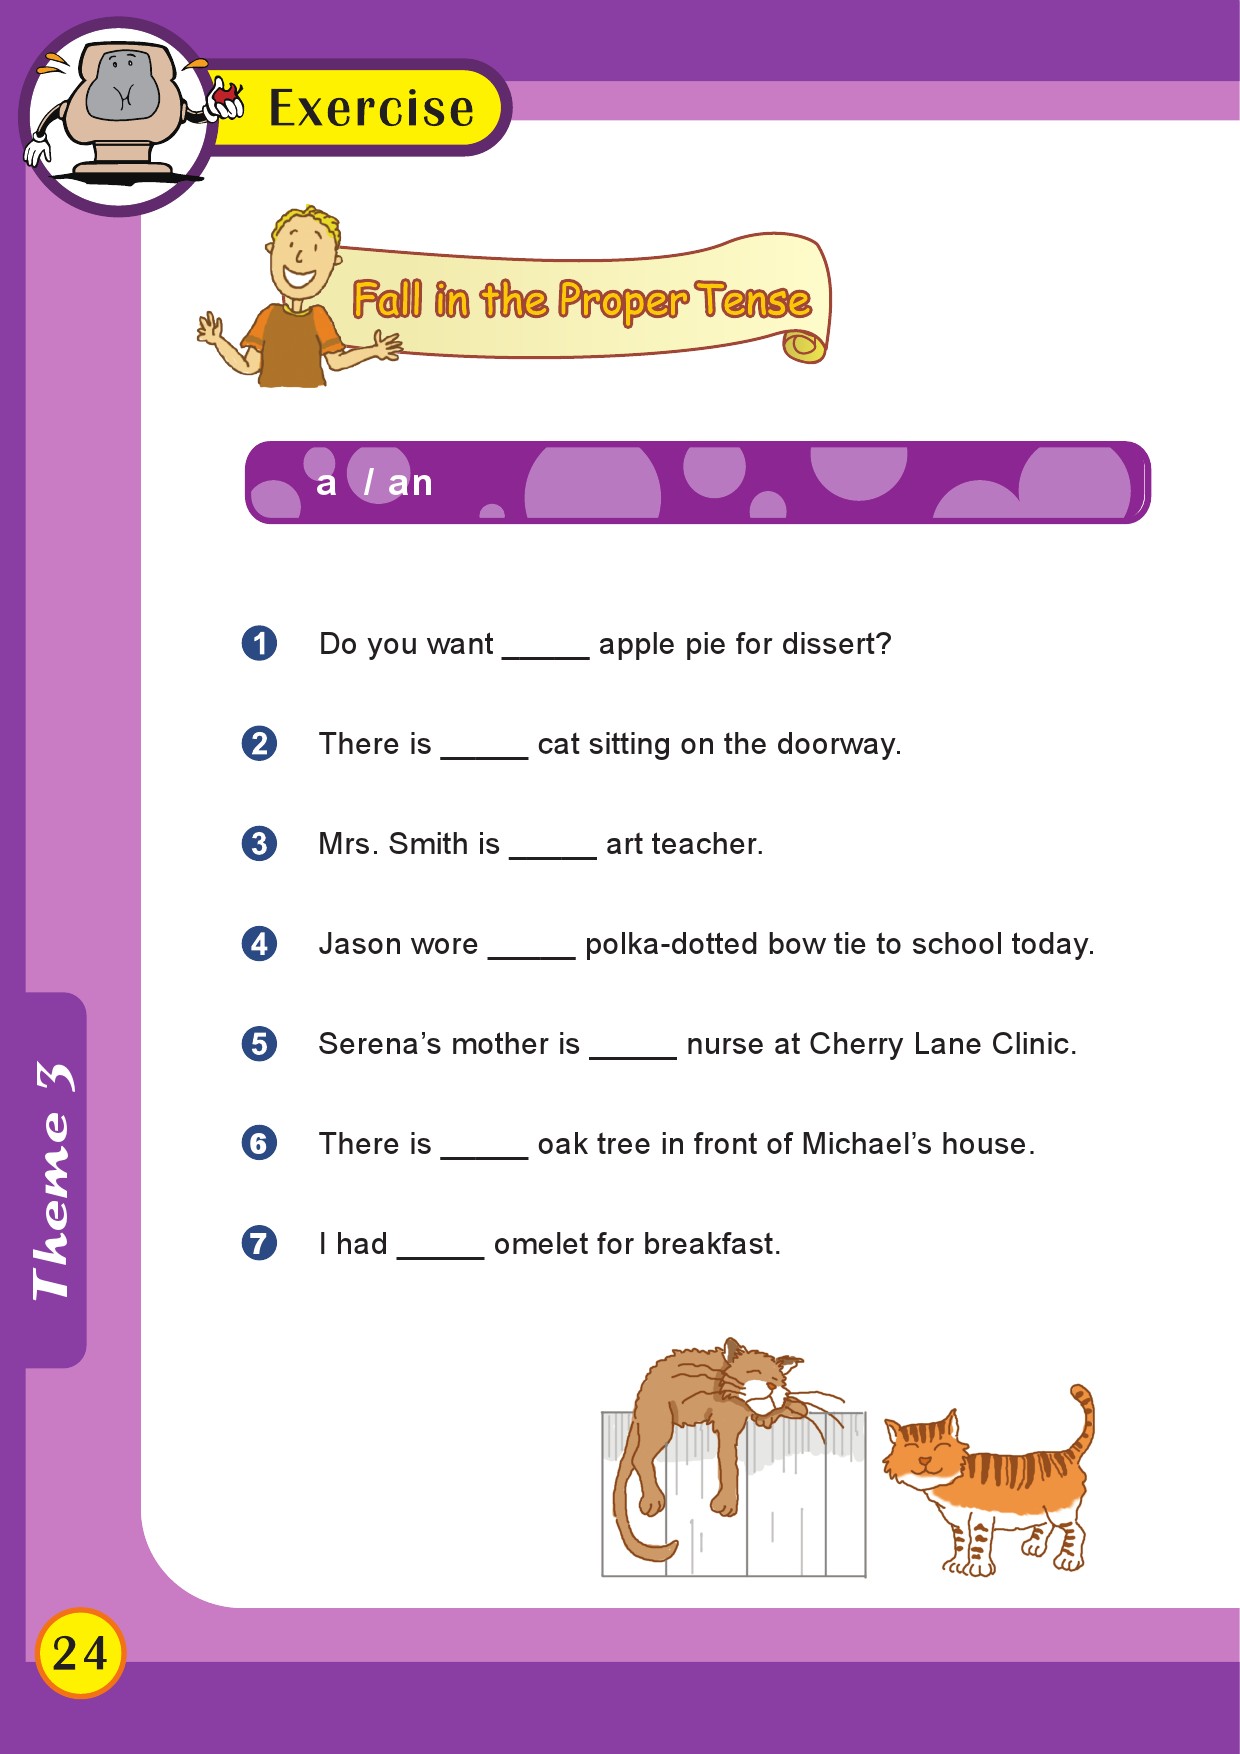 Exercise
Fall in the Proper Tense
a / an
1 Do you want _____ apple pie for dissert?
2 There is _____ cat sitting on the doorway.
3 Mrs. Smith is _____ art teacher.
4 Jason wore _____ polka-dotted bow tie to school today.
5 Serena’s mother is _____ nurse at Cherry Lane Clinic.
6 There is _____ oak tree in front of Michael’s house.
7 I had _____ omelet for breakfast.
Theme 3
24